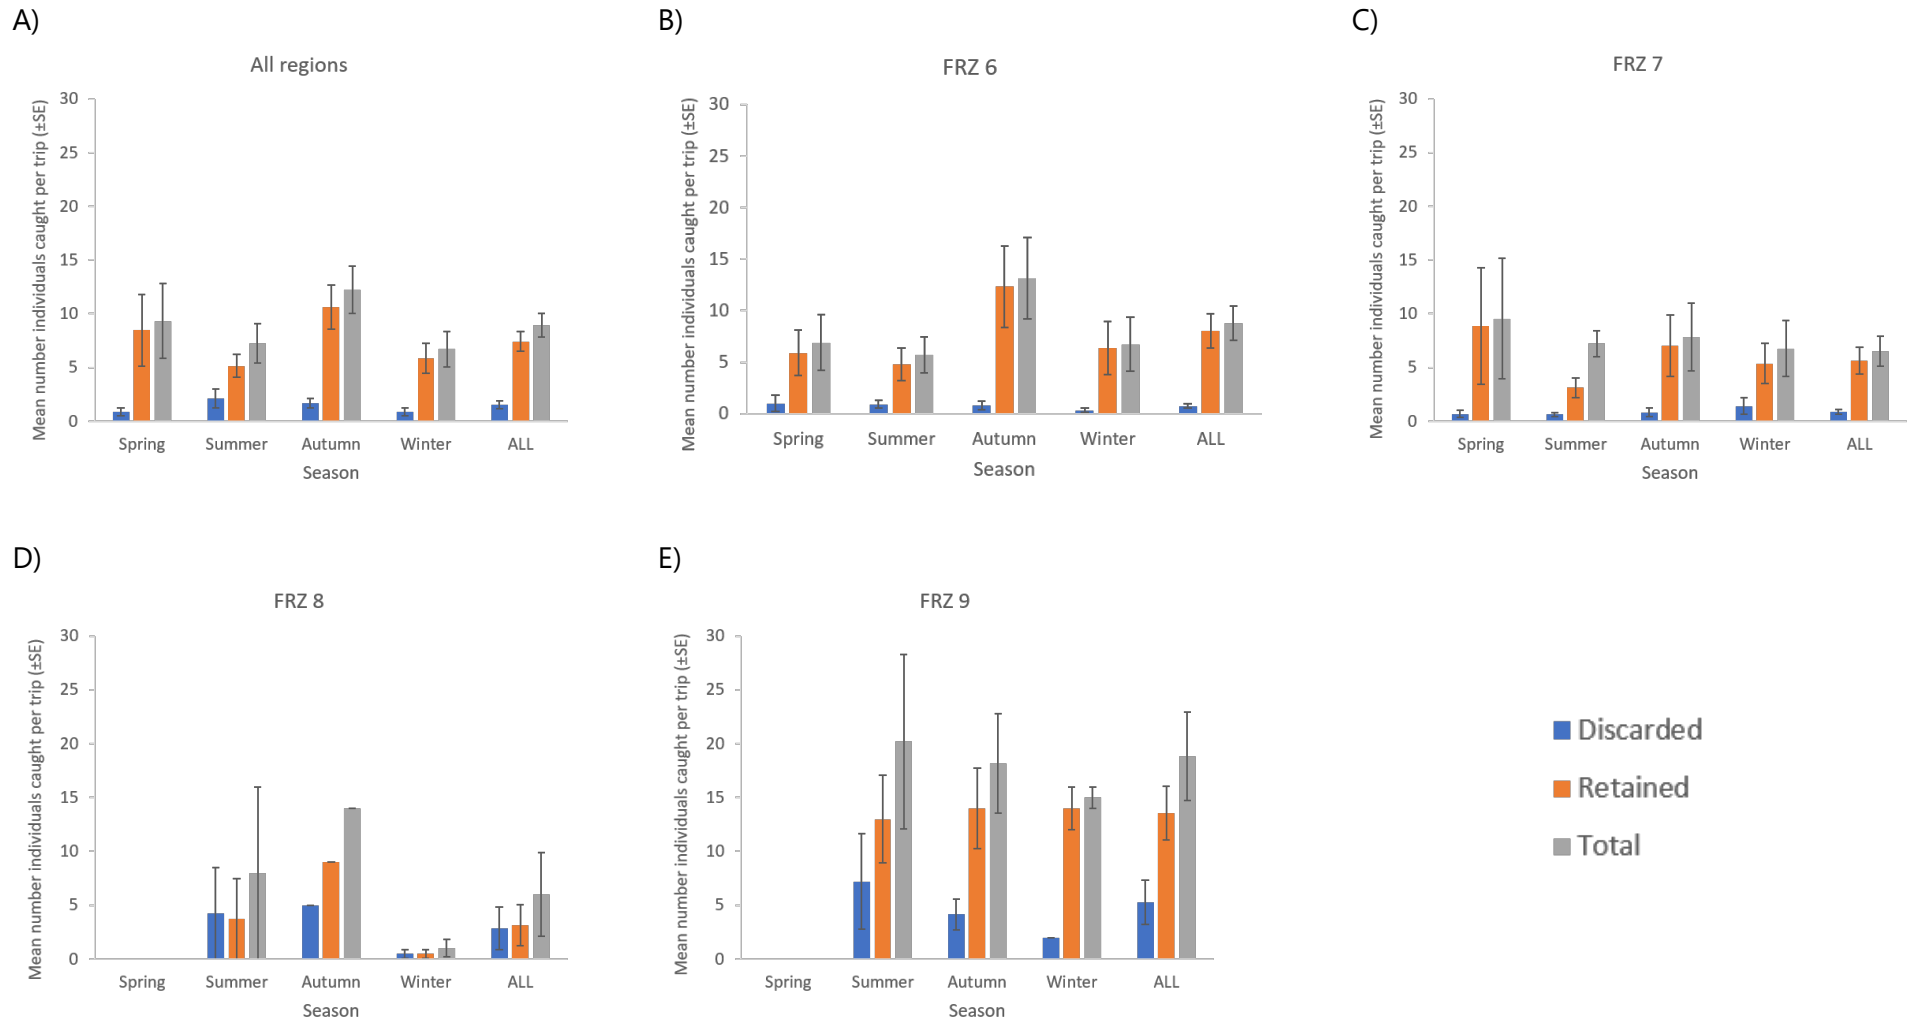 A)
All regions
Mean number individuals caught per trip (±SE)
30
25
20
15
10
5
0
Spring Summer Autumn Winter ALL
Season
B)
FRZ 6
Mean number individuals caught per trip (±SE)
30
25
20
15
10
5
0
Spring Summer Autumn Winter ALL
Season
C)
FRZ 7
Mean number individuals caught per trip (±SE)
30
25
20
15
10
5
0
Spring Summer Autumn Winter ALL
Season
D)
FRZ 8
Mean number individuals caught per trip (±SE)
30
25
20
15
10
5
0
Spring Summer Autumn Winter ALL
Season
E)
FRZ 9
Mean number individuals caught per trip (±SE)
30
25
20
15
10
5
0
Spring Summer Autumn Winter ALL
Season
Discarded
Retained
Total